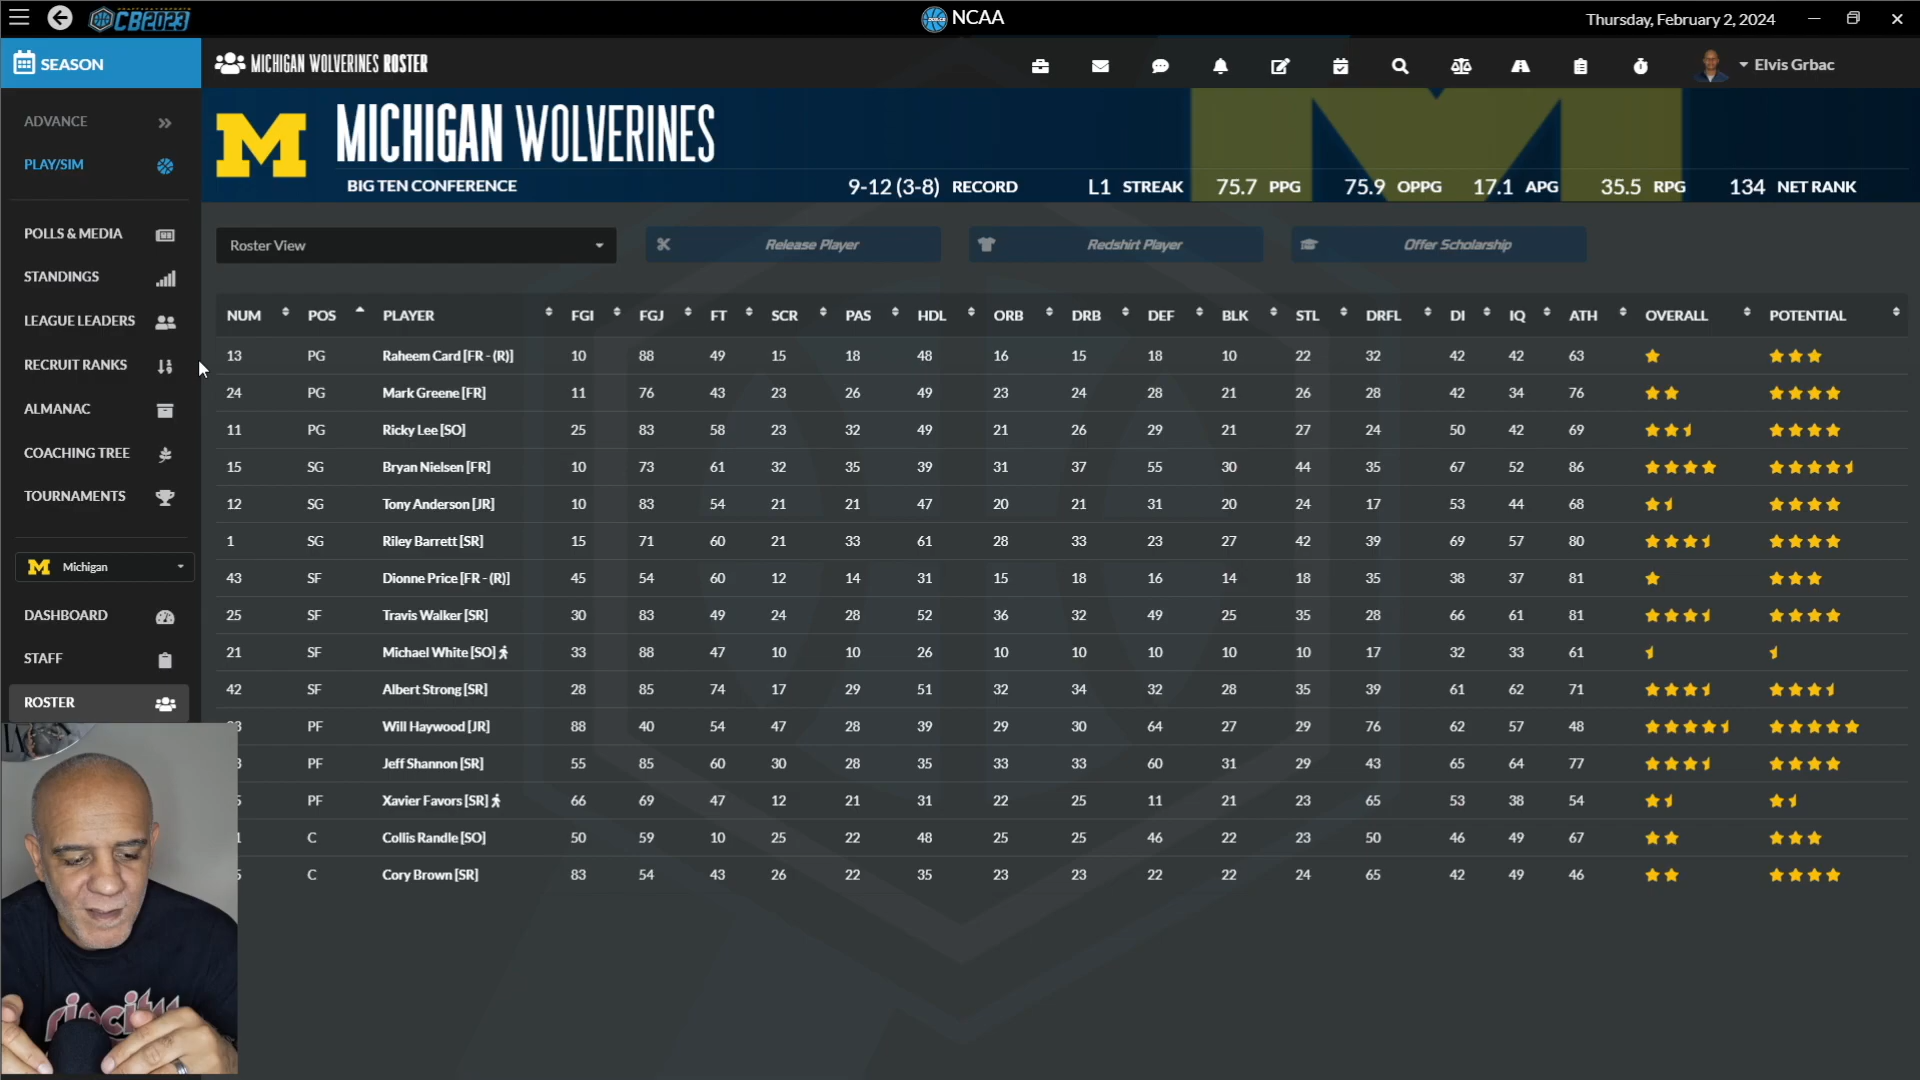 CB2023
NCAA
Thursday, February 2, 2024
SEASON
MICHIGAN WOLVERINES ROSTER
Elvis Grbac
ADVANCE
PLAY/SIM
MICHIGAN WOLVERINES
BIG TEN CONFERENCE
9-12 (3-8) RECORD L1 STREAK 75.7 PPG 75.9 OPPG 17.1 APG 35.5 RPG 134 NET RANK
POLLS & MEDIA
STANDINGS
LEAGUE LEADERS
RECRUIT RANKS
ALMANAC
COACHING TREE
TOURNAMENTS
Michigan
DASHBOARD
STAFF
ROSTER
Roster View
Release Player
Redshirt Player
Offer Scholarship
NUM POS PLAYER FGI FGJ FT SCR PAS HDL ORB DRB DEF BLK STL DRFL DI IQ ATH OVERALL POTENTIAL
13 PG Raheem Card [FR - (R)] 10 88 49 15 18 48 16 15 18 10 22 32 42 42 63
24 PG Mark Greene [FR] 11 76 43 23 26 49 23 24 28 21 26 28 42 34 76
11 PG Ricky Lee [SO] 25 83 58 23 32 49 21 26 29 21 27 24 50 42 69
15 SG Bryan Nielsen [FR] 10 73 61 32 35 39 31 37 55 30 44 35 67 52 86
12 SG Tony Anderson [JR] 10 83 54 21 21 47 20 21 31 20 24 17 53 44 68
1 SG Riley Barrett [SR] 15 71 60 21 33 61 28 33 23 27 42 39 69 57 80
43 SF Dionne Price [FR - (R)] 45 54 60 12 14 31 15 18 16 14 18 35 38 37 81
25 SF Travis Walker [SR] 30 83 49 24 28 52 36 32 49 25 35 28 66 61 81
21 SF Michael White [SO] 33 88 47 10 10 26 10 10 10 10 10 17 32 33 61
42 SF Albert Strong [SR] 28 85 74 17 29 51 32 34 32 28 35 39 61 62 71
PF Will Haywood [JR] 88 40 54 47 28 39 29 30 64 27 29 76 62 57 48
PF Jeff Shannon [SR] 55 85 60 30 28 35 33 33 60 31 29 43 65 64 77
PF Xavier Favors [SR] 66 69 47 12 21 31 22 25 11 21 23 65 53 38 54
C Collis Randle [SO] 50 59 10 25 22 48 25 25 46 22 23 50 46 49 67
C Cory Brown [SR] 83 54 43 26 22 35 23 23 22 22 24 65 42 49 46